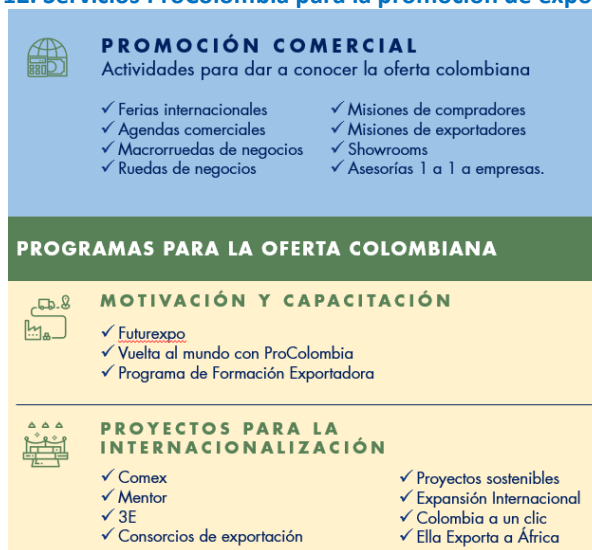 12. Servicios ProColombia para la promoción de expo
PROMOCIÓN COMERCIAL
Actividades para dar a conocer la oferta colombiana
✓ Ferias internacionales
✓ Agendas comerciales
✓ Macrorruedas de negocios
✓ Ruedas de negocios
✓ Misiones de compradores
✓ Misiones de exportadores
✓ Showrooms
✓ Asesorías 1 a 1 a empresas.
PROGRAMAS PARA LA OFERTA COLOMBIANA
MOTIVACIÓN Y CAPACITACIÓN
✓ Futurexpo
✓ Vuelta al mundo con ProColombia
✓ Programa de Formación Exportadora
PROYECTOS PARA LA
INTERNACIONALIZACIÓN
✓ Comex
✓ Mentor
✓ 3E
✓ Consorcios de exportación
✓ Proyectos sostenibles
✓ Expansión Internacional
✓ Colombia a un clic
✓ Ella Exporta a África